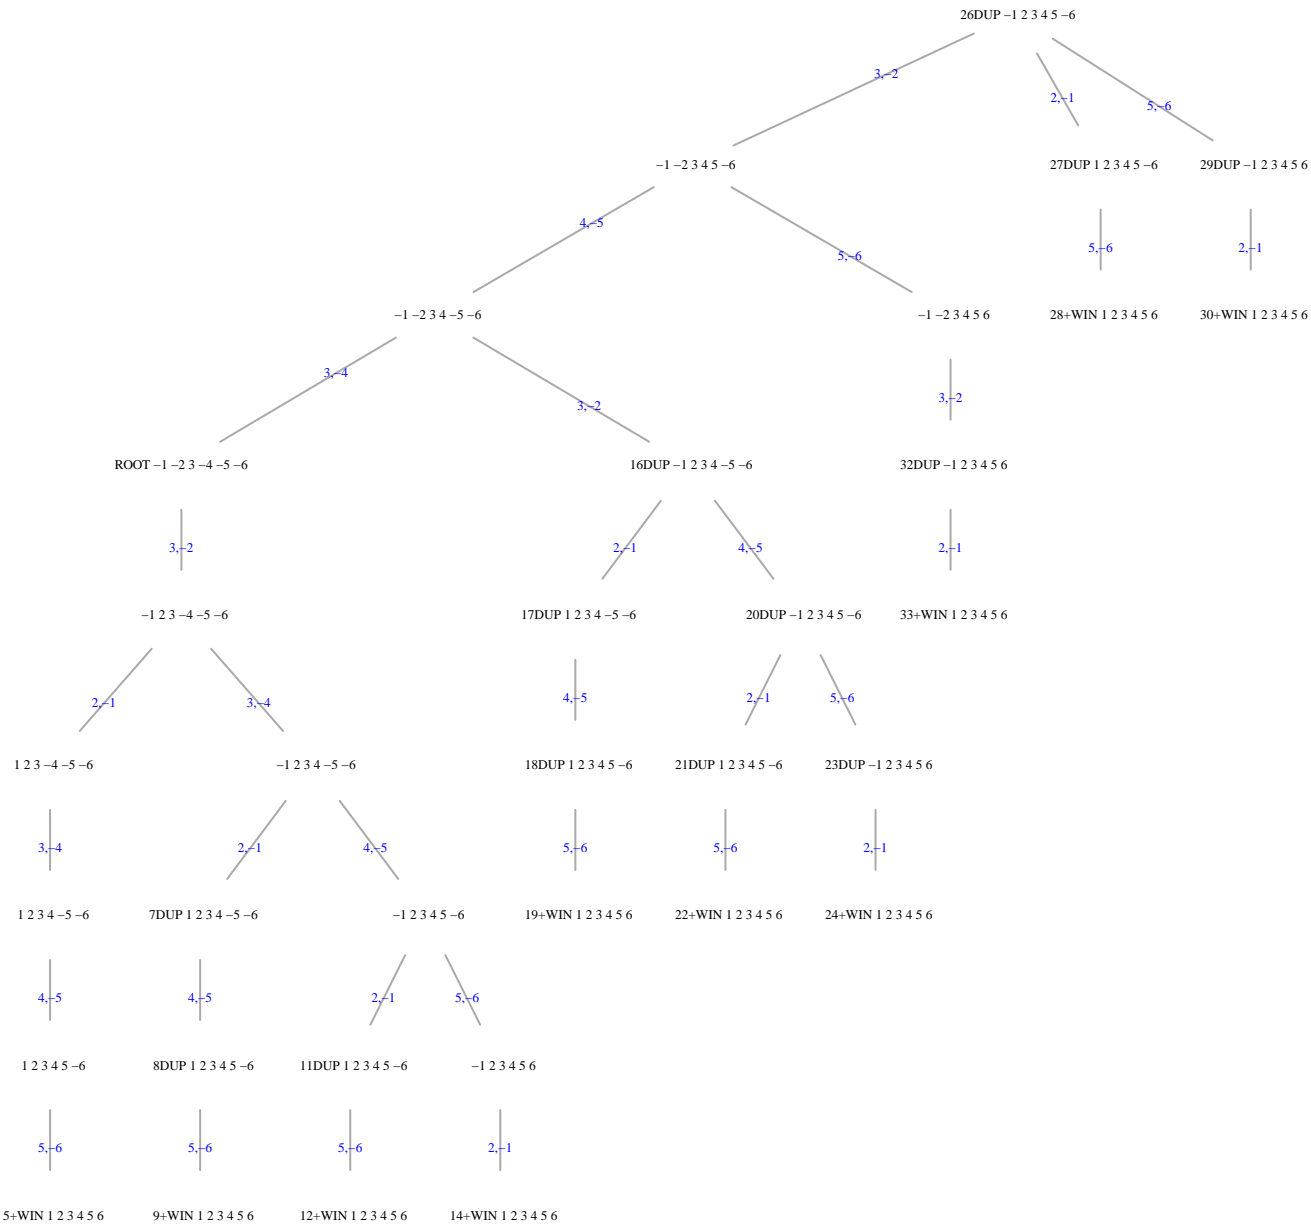 26DUP −1 2 3 4 5 −6
3,−2
2,−1
5,−6
−1 −2 3 4 5 −6
27DUP 1 2 3 4 5 −6
29DUP −1 2 3 4 5 6
4,−5
5,−6
5,−6
2,−1
−1 −2 3 4 −5 −6
−1 −2 3 4 5 6
28+WIN 1 2 3 4 5 6
30+WIN 1 2 3 4 5 6
3,−4
3,−2
3,−2
ROOT −1 −2 3 −4 −5 −6
16DUP −1 2 3 4 −5 −6
32DUP −1 2 3 4 5 6
3,−2
2,−1
4,−5
2,−1
−1 2 3 −4 −5 −6
17DUP 1 2 3 4 −5 −6
20DUP −1 2 3 4 5 −6
33+WIN 1 2 3 4 5 6
2,−1
3,−4
4,−5
2,−1
5,−6
1 2 3 −4 −5 −6
−1 2 3 4 −5 −6
18DUP 1 2 3 4 5 −6
21DUP 1 2 3 4 5 −6
23DUP −1 2 3 4 5 6
3,−4
2,−1
4,−5
5,−6
5,−6
2,−1
1 2 3 4 −5 −6
7DUP 1 2 3 4 −5 −6
−1 2 3 4 5 −6
19+WIN 1 2 3 4 5 6
22+WIN 1 2 3 4 5 6
24+WIN 1 2 3 4 5 6
4,−5
4,−5
2,−1
5,−6
1 2 3 4 5 −6
8DUP 1 2 3 4 5 −6
11DUP 1 2 3 4 5 −6
−1 2 3 4 5 6
5,−6
5,−6
5,−6
2,−1
5+WIN 1 2 3 4 5 6
9+WIN 1 2 3 4 5 6
12+WIN 1 2 3 4 5 6
14+WIN 1 2 3 4 5 6